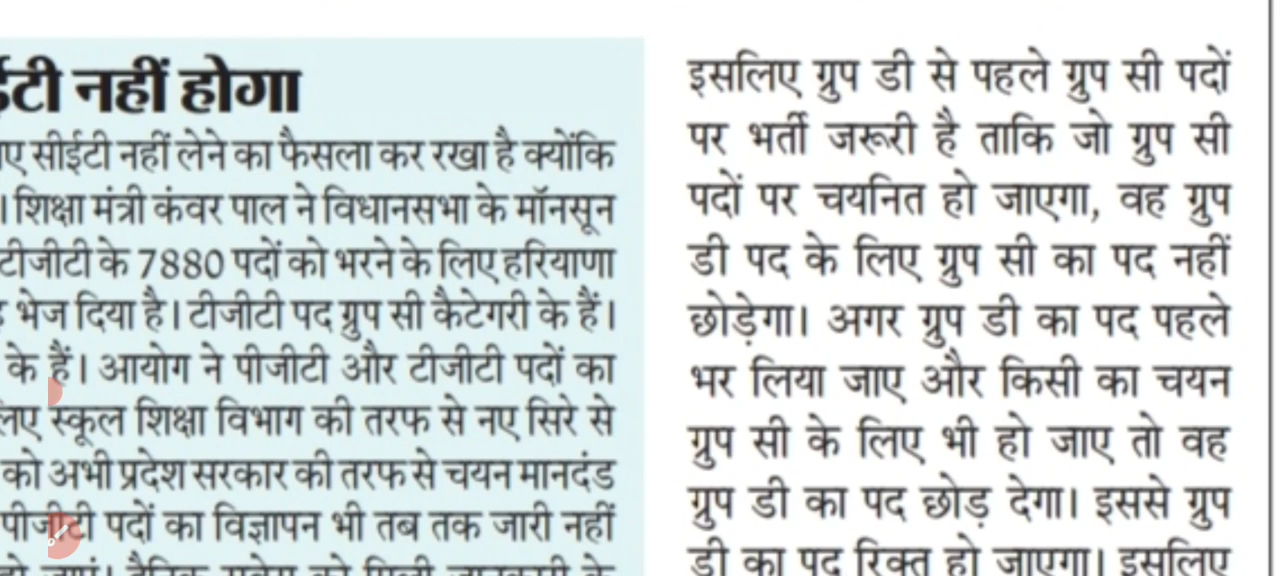 टी नहीं होगा
सीईटी नहीं लेने का फैसला कर रखा है क्योंकि
। शिक्षा मंत्री कंवर पाल ने विधानसभा के मॉनसून
टीजीटी के 7880 पदों को भरने के लिए हरियाणा
भेज दिया है। टीजीटी पद ग्रुप सी कैटेगरी के हैं।
के हैं। आयोग ने पीजीटी और टीजीटी पदों का
स्कूल शिक्षा विभाग की तरफ से नए सिरे से
को अभी प्रदेश सरकार की तरफ से चयन मानदंड
पीजीटी पदों का विज्ञापन भी तब तक जारी नहीं
इसलिए ग्रुप डी से पहले ग्रुप सी पदों
पर भर्ती जरूरी है ताकि जो ग्रुप सी
पदों पर चयनित हो जाएगा, वह ग्रुप
डी पद के लिए ग्रुप सी का पद नहीं
छोड़ेगा। अगर ग्रुप डी का पद पहले
भर लिया जाए और किसी का चयन
ग्रुप सी के लिए भी हो जाए तो वह
ग्रुप डी का पद छोड़ देगा। इससे ग्रुप
डी का पद रिक्त हो जाएगा। इसलिए